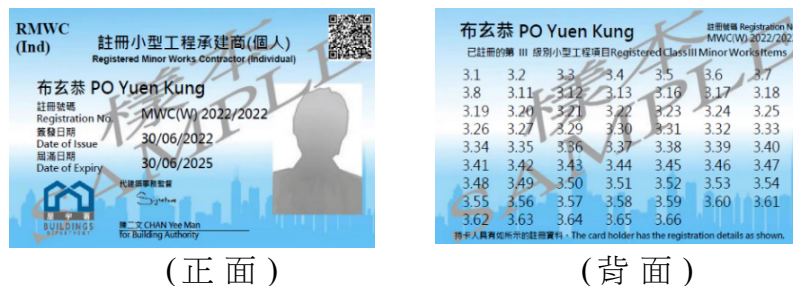 RMWC
(Ind)
註冊小型工程承建商(個人)
Registered Minor Works Contractor (Individual)
布玄恭 PO Yuen Kung
註冊號碼
Registration No. MWC(W) 2022/2022
簽發日期
Date of Issue 30/06/2022
屆滿日期
Date of Expiry 30/06/2025
代建築事務監督
Signature
陳二文 CHAN Yee Man
for Building Authority
屋宇署
BUILDINGS
DEPARTMENT
樣本
SAMPLE
(正面)
布玄恭 PO Yuen Kung
註冊號碼 Registration N
MWC(W) 2022/202
已註冊的第 III 級別小型工程項目Registered Class III Minor Works Items
3.1 3.2 3.3 3.4 3.5 3.6 3.7
3.8 3.11 3.12 3.13 3.16 3.17 3.18
3.19 3.20 3.21 3.22 3.23 3.24 3.25
3.26 3.27 3.29 3.30 3.31 3.32 3.33
3.34 3.35 3.36 3.37 3.38 3.39 3.40
3.41 3.42 3.43 3.44 3.45 3.46 3.47
3.48 3.49 3.50 3.51 3.52 3.53 3.54
3.55 3.56 3.57 3.58 3.59 3.60 3.61
3.62 3.63 3.64 3.65 3.66
持卡人具有如所示的註冊資料。The card holder has the registration details as shown.
樣本
SAMPLE
(背面)